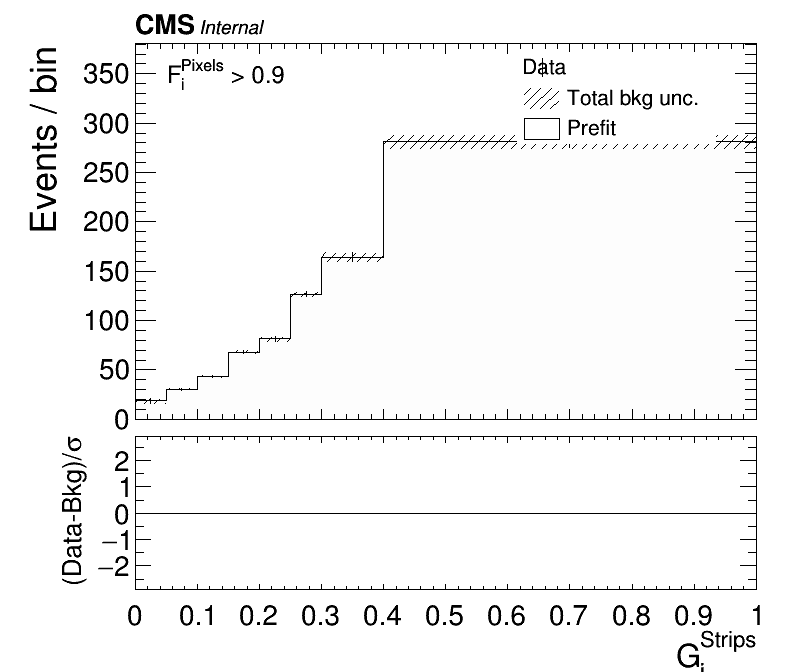 CMS Internal
Events / bin
350
300
250
200
150
100
50
0
F_i^Pixels > 0.9
Data
Total bkg unc.
Prefit
(Data-Bkg)/σ
2
1
0
−1
−2
0 0.1 0.2 0.3 0.4 0.5 0.6 0.7 0.8 0.9 1
G_i^Strips